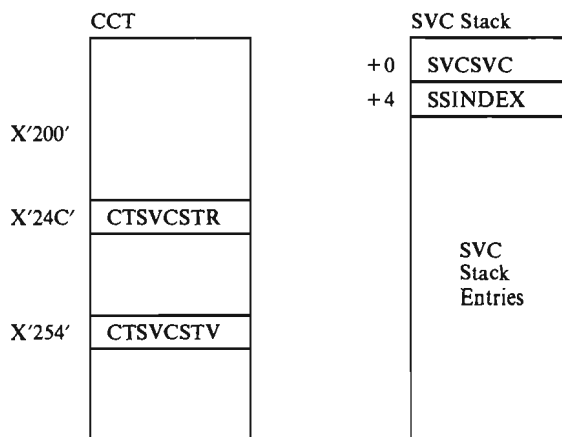 CCT
X'200'
X'24C' CTSVCSTR
X'254' CTSVCSTV
SVC Stack
+0 SVCSVC
+4 SSINDEX
SVC
Stack
Entries